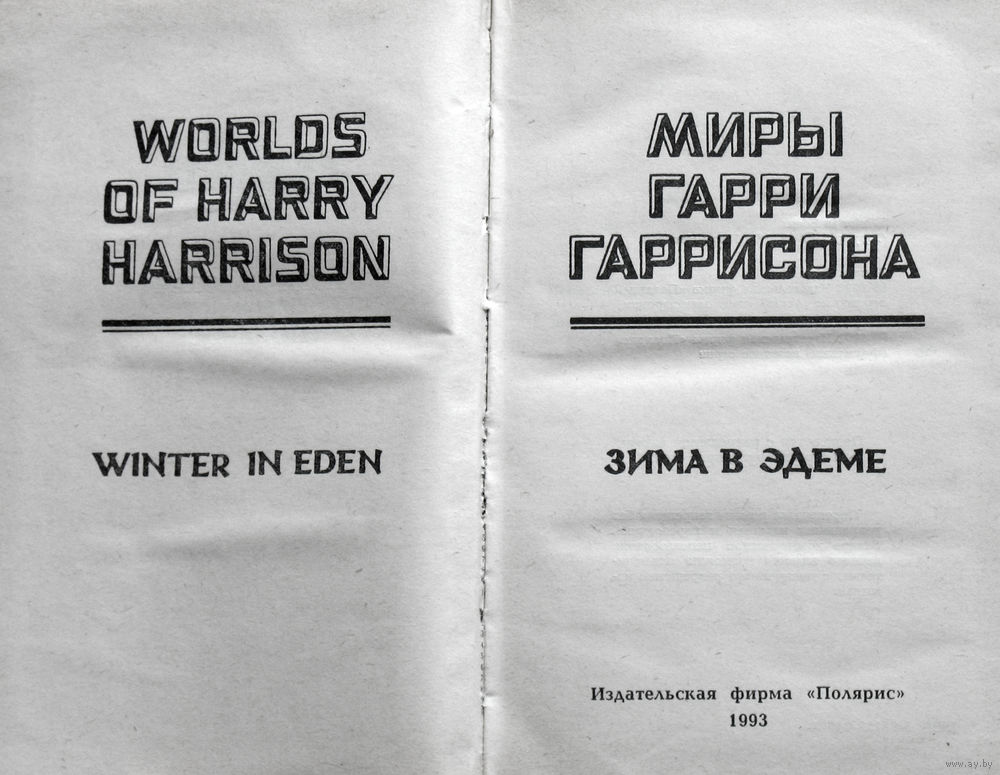 WORLDS
OF HARRY
HARRISON
WINTER IN EDEN
МИРЫ
ГАРРИ
ГАРРИСОНА
ЗИМА В ЭДЕМЕ
Издательская фирма «Полярис»
1993
www.ay.by